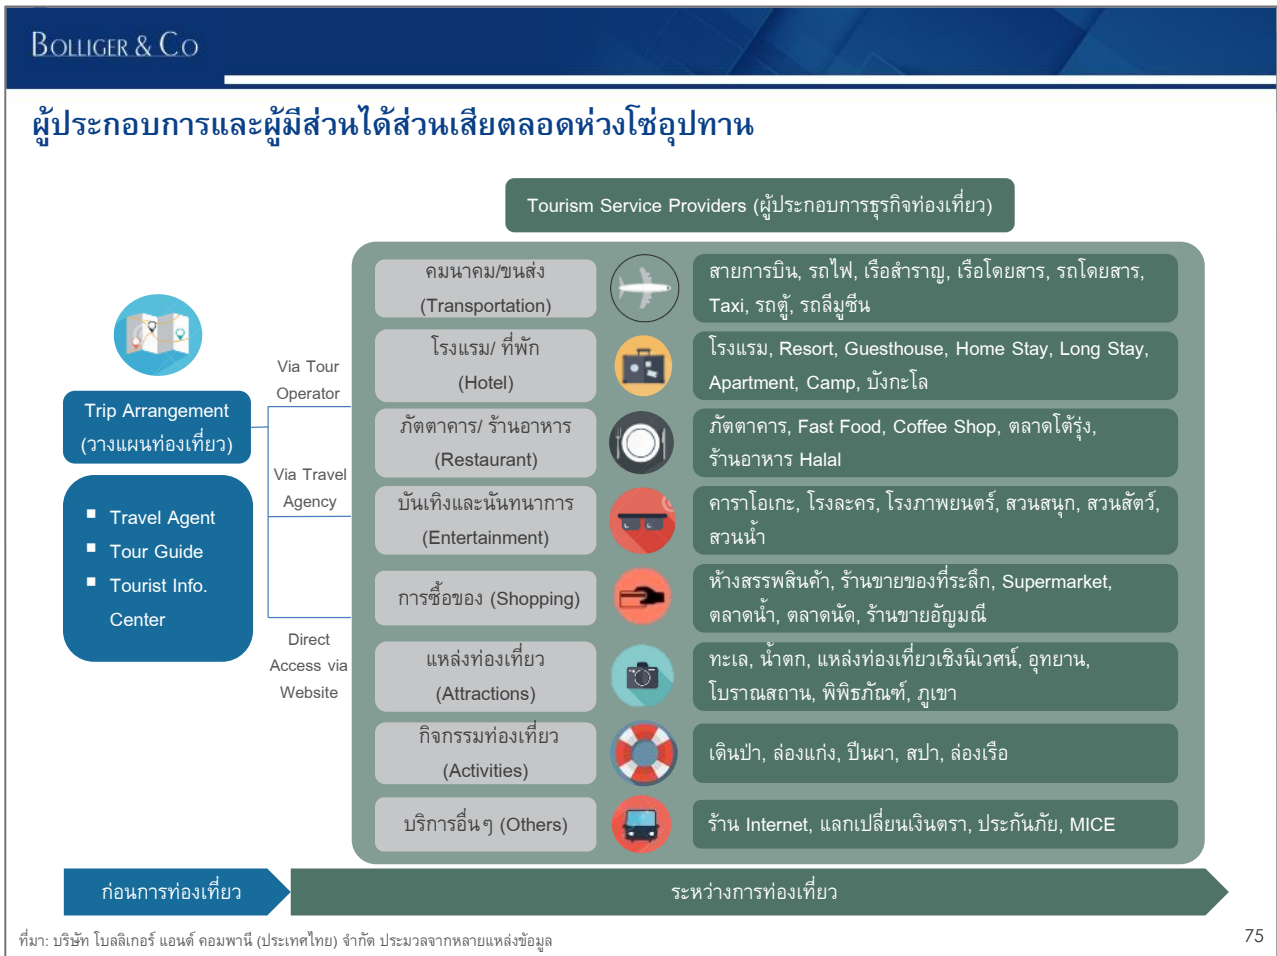 BOLLIGER & CO
ผู้ประกอบการและผู้มีส่วนได้ส่วนเสียตลอดห่วงโซ่อุปทาน
Tourism Service Providers (ผู้ประกอบการธุรกิจท่องเที่ยว)
Trip Arrangement
(วางแผนท่องเที่ยว)
▪ Travel Agent
▪ Tour Guide
▪ Tourist Info.
Center
Via Tour
Operator
Via Travel
Agency
Direct
Access via
Website
คมนาคม/ขนส่ง
(Transportation)
สายการบิน, รถไฟ, เรือสำราญ, เรือโดยสาร, รถโดยสาร,
Taxi, รถตู้, รถลีมูซีน
โรงแรม/ ที่พัก
(Hotel)
โรงแรม, Resort, Guesthouse, Home Stay, Long Stay,
Apartment, Camp, บังกะโล
ภัตตาคาร/ ร้านอาหาร
(Restaurant)
ภัตตาคาร, Fast Food, Coffee Shop, ตลาดโต้รุ่ง,
ร้านอาหาร Halal
บันเทิงและนันทนาการ
(Entertainment)
คาราโอเกะ, โรงละคร, โรงภาพยนตร์, สวนสนุก, สวนสัตว์,
สวนน้ำ
การซื้อของ (Shopping)
ห้างสรรพสินค้า, ร้านขายของที่ระลึก, Supermarket,
ตลาดน้ำ, ตลาดนัด, ร้านขายอัญมณี
แหล่งท่องเที่ยว
(Attractions)
ทะเล, น้ำตก, แหล่งท่องเที่ยวเชิงนิเวศน์, อุทยาน,
โบราณสถาน, พิพิธภัณฑ์, ภูเขา
กิจกรรมท่องเที่ยว
(Activities)
เดินป่า, ล่องแก่ง, ปีนผา, สปา, ล่องเรือ
บริการอื่นๆ (Others)
ร้าน Internet, แลกเปลี่ยนเงินตรา, ประกันภัย, MICE
ก่อนการท่องเที่ยว
ระหว่างการท่องเที่ยว
ที่มา: บริษัท โบลลิเกอร์ แอนด์ คอมพานี (ประเทศไทย) จำกัด ประมวลจากหลายแหล่งข้อมูล
75